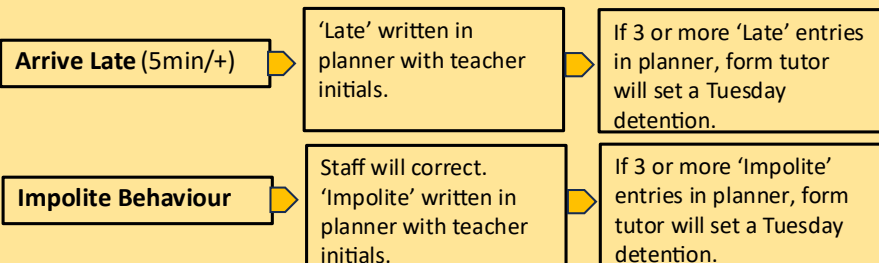 Arrive Late (5min/+)
‘Late’ written in
planner with teacher
initials.
If 3 or more ‘Late’ entries
in planner, form tutor
will set a Tuesday
detention.
Impolite Behaviour
Staff will correct.
‘Impolite’ written in
planner with teacher
initials.
If 3 or more ‘Impolite’
entries in planner, form
tutor will set a Tuesday
detention.